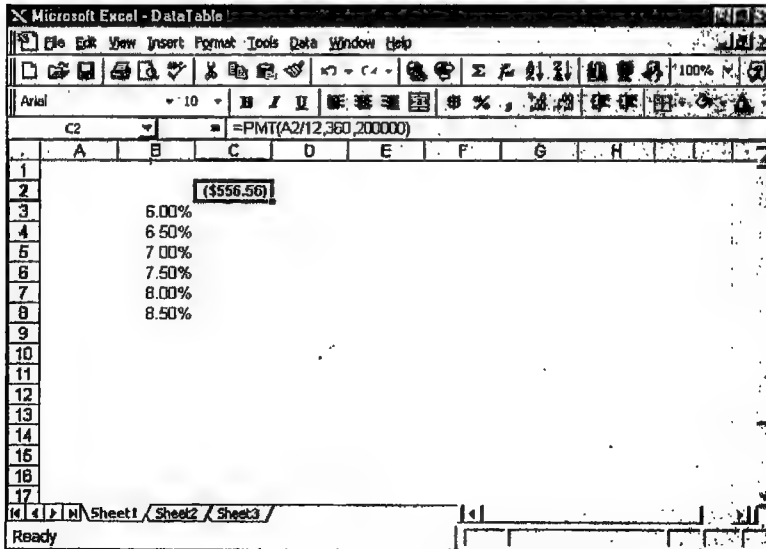 Microsoft Excel - DataTable
File Edit View Insert Format Tools Data Window Help
100%
Arial 10 B I U % ,
C2 = =PMT(A2/12,360,200000)
A B C D E F G H
1
2 ($556.56)
3 6.00%
4 6 50%
5 7 00%
6 7.50%
7 8.00%
8 8.50%
9
10
11
12
13
14
15
16
17
Sheet1 Sheet2 Sheet3
Ready